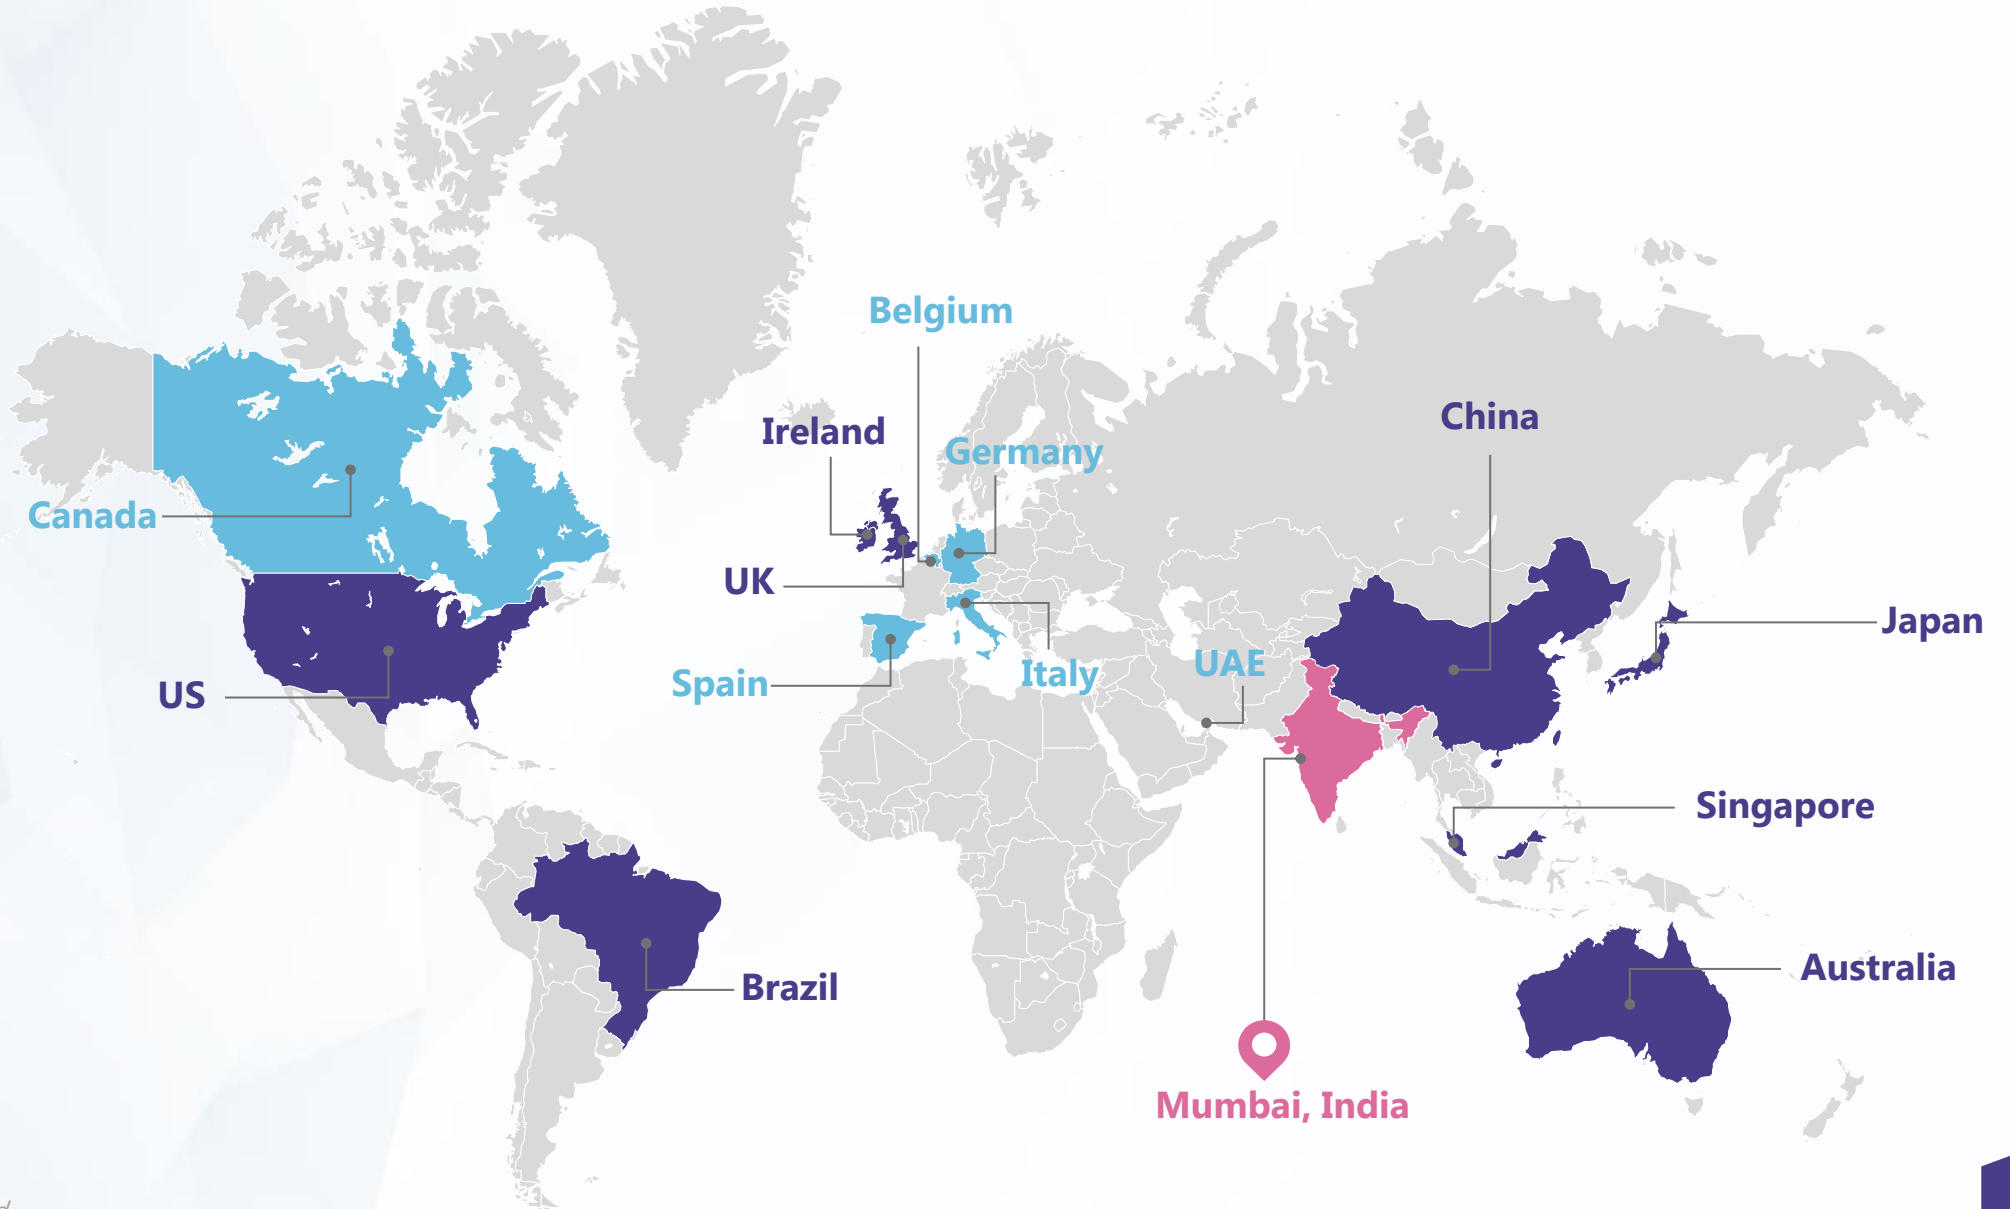 Belgium
China
Ireland
Germany
Canada
UK
Japan
UAE
Italy
Spain
US
Singapore
Australia
Brazil
Mumbai, India